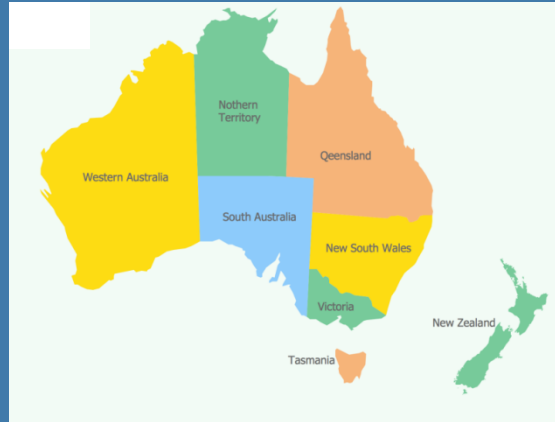 Nothern
Territory
Qeensland
Western Australia
South Australia
New South Wales
Victoria
New Zealand
Tasmania